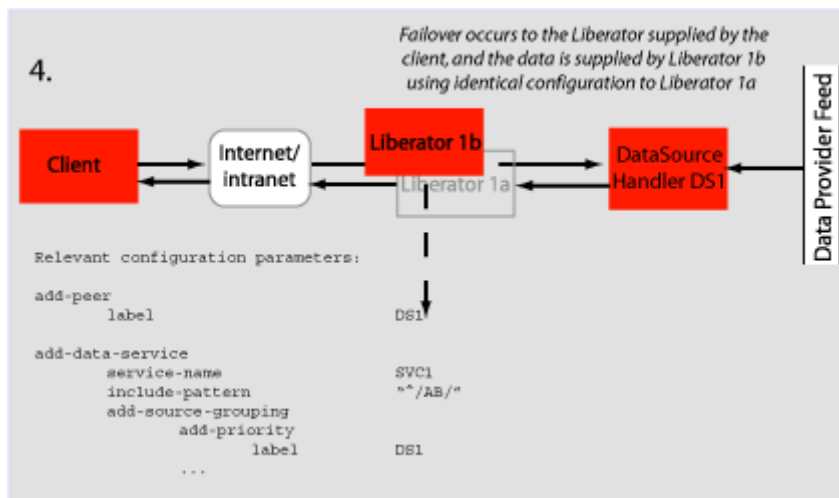 4.
Failover occurs to the Liberator supplied by the
client, and the data is supplied by Liberator 1b
using identical configuration to Liberator 1a
Client
Internet/
intranet
Liberator 1b
Liberator 1a
DataSource
Handler DS1
Data Provider Feed
Relevant configuration parameters:
add-peer
label DS1
add-data-service
service-name SVC1
include-pattern "^/AB/"
add-source-grouping
add-priority
label DS1
...